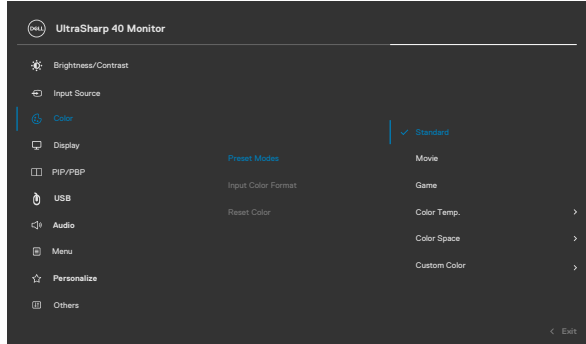 DELL UltraSharp 40 Monitor
Brightness/Contrast
Input Source
Color
Display
PIP/PBP
USB
Audio
Menu
Personalize
Others
Preset Modes
Input Color Format
Reset Color
Standard
Movie
Game
Color Temp.
Color Space
Custom Color
Exit